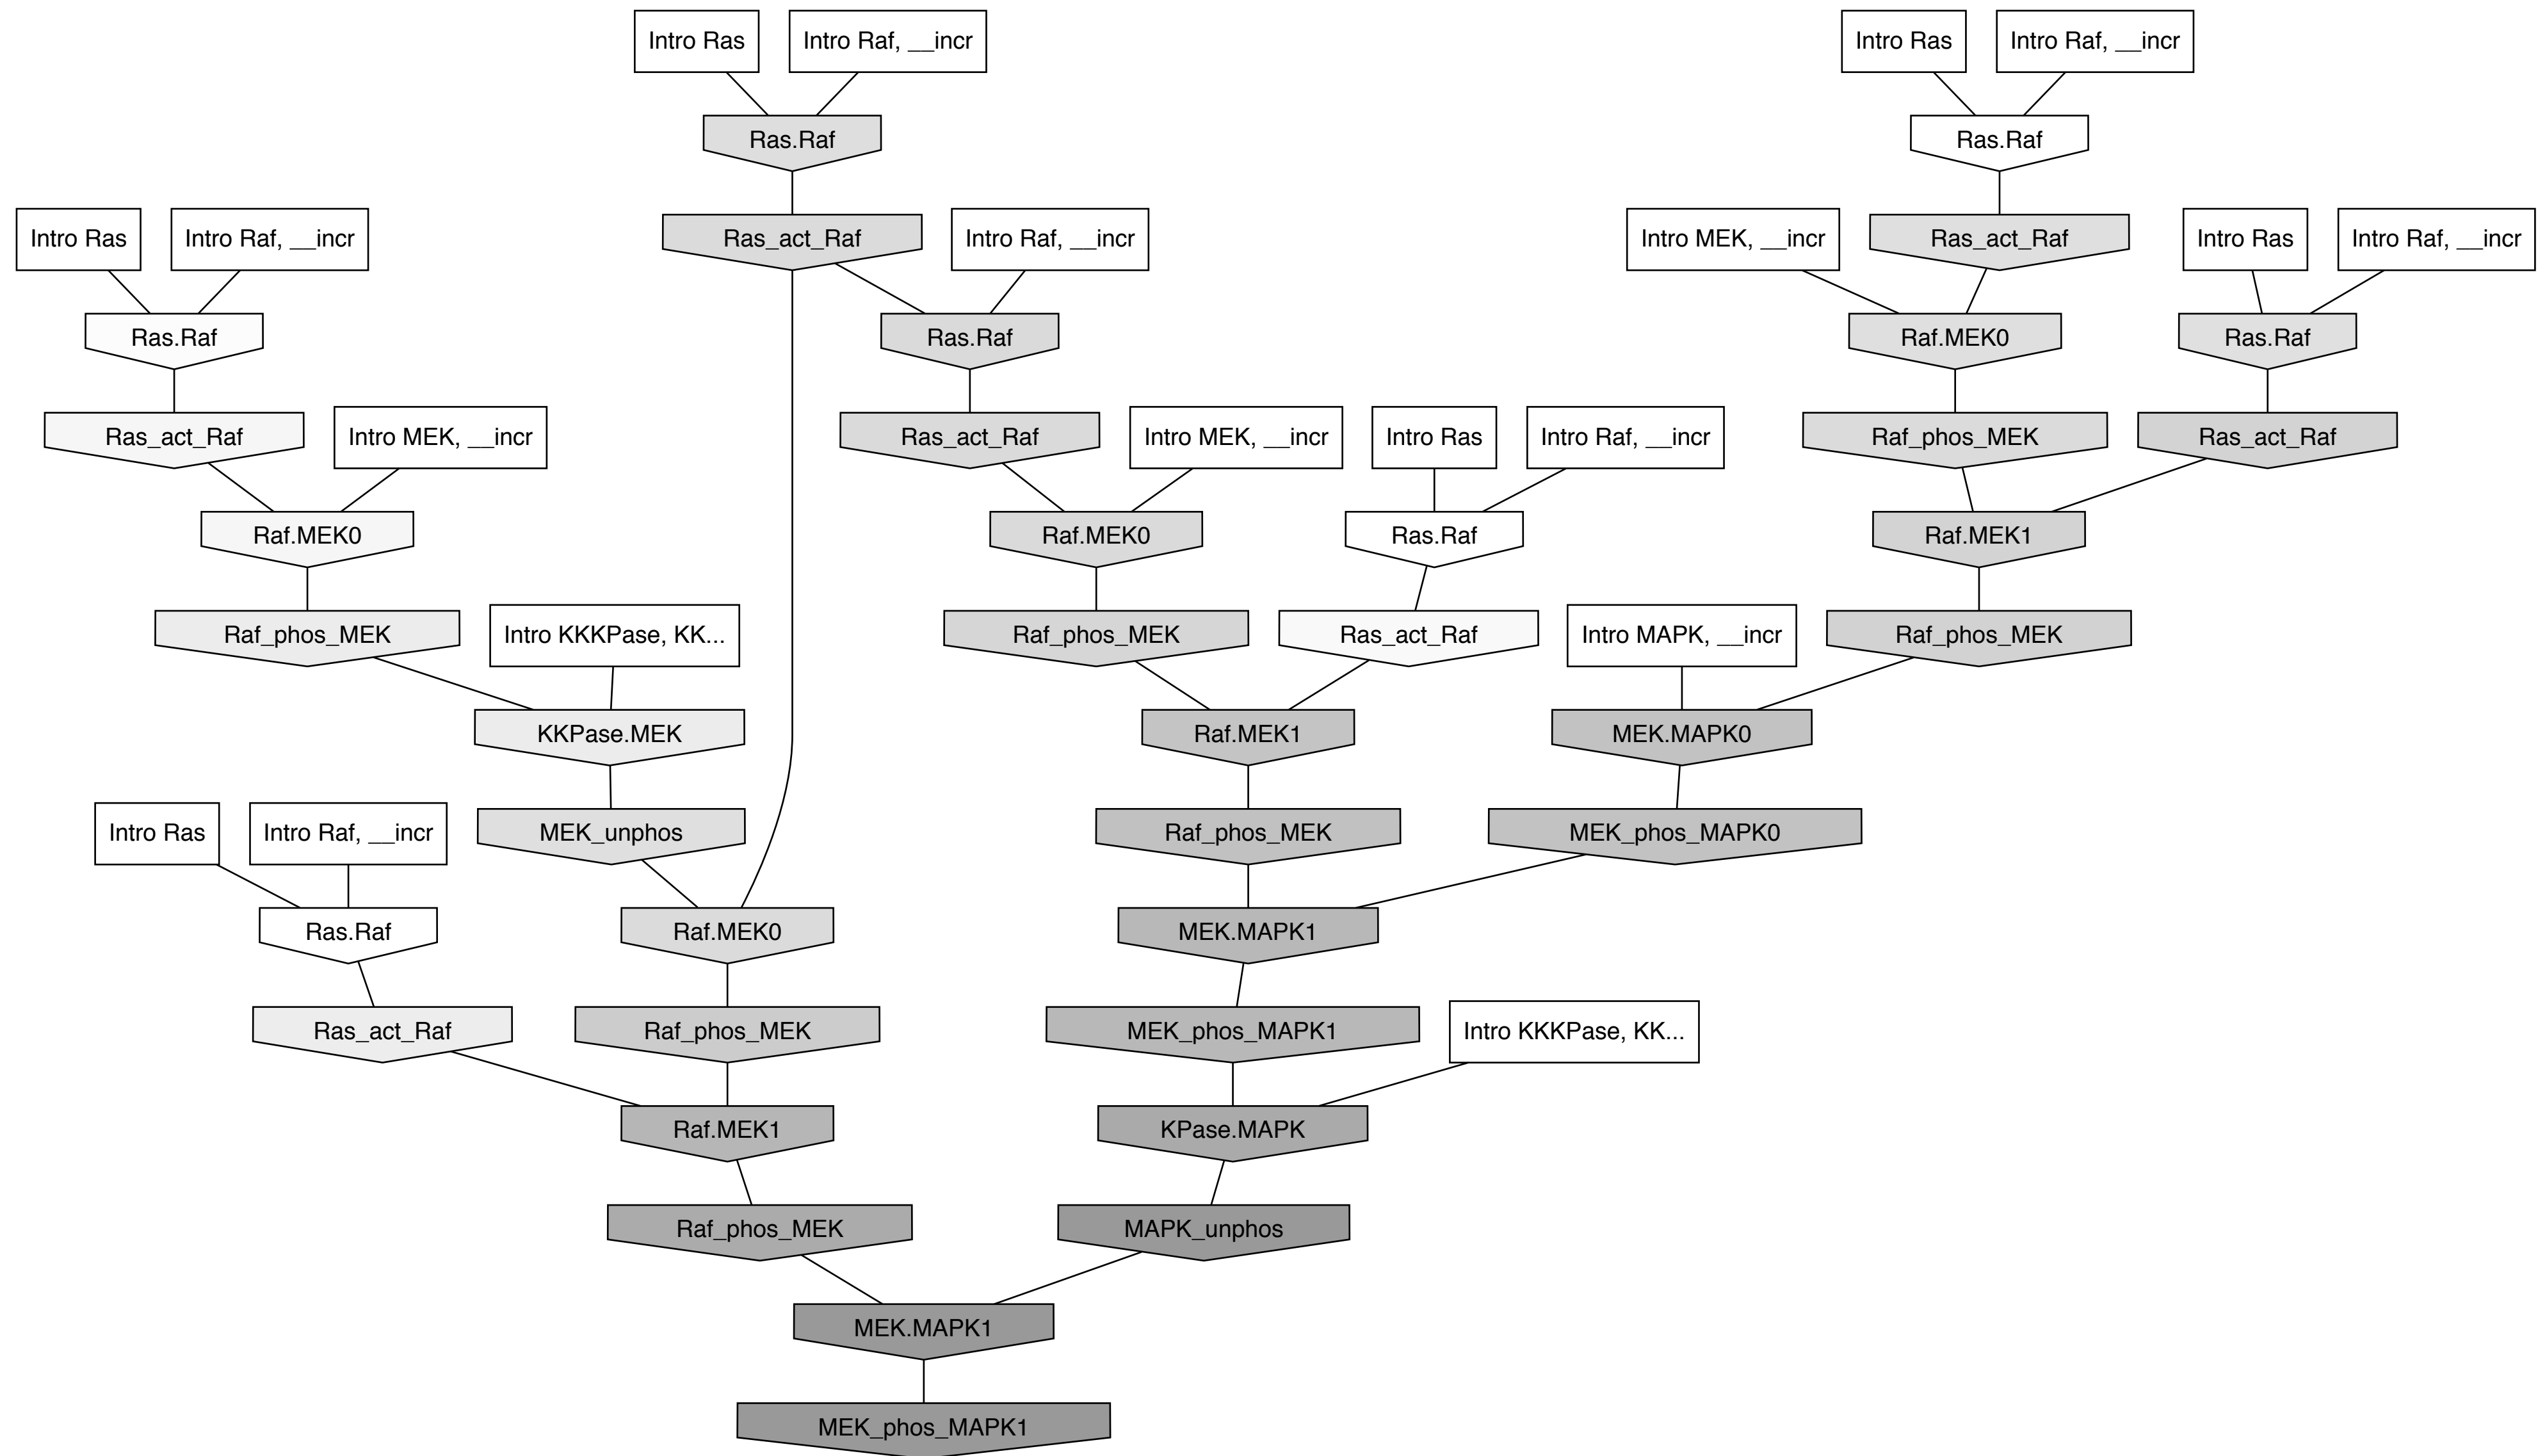 Intro Ras
Intro Raf, __incr
Intro Ras
Intro Raf, __incr
Ras.Raf
Ras.Raf
Intro Ras
Intro Raf, __incr
Ras_act_Raf
Intro Raf, __incr
Intro MEK, __incr
Ras_act_Raf
Intro Ras
Intro Raf, __incr
Ras.Raf
Ras.Raf
Raf.MEK0
Ras.Raf
Ras_act_Raf
Intro MEK, __incr
Ras_act_Raf
Intro MEK, __incr
Intro Ras
Intro Raf, __incr
Raf_phos_MEK
Ras_act_Raf
Raf.MEK0
Raf.MEK0
Ras.Raf
Raf.MEK1
Raf_phos_MEK
Intro KKKPase, KK...
Raf_phos_MEK
Ras_act_Raf
Intro MAPK, __incr
Raf_phos_MEK
KKPase.MEK
Raf.MEK1
MEK.MAPK0
Intro Ras
Intro Raf, __incr
MEK_unphos
Raf_phos_MEK
MEK_phos_MAPK0
Ras.Raf
Raf.MEK0
MEK.MAPK1
Ras_act_Raf
Raf_phos_MEK
MEK_phos_MAPK1
Intro KKKPase, KK...
Raf.MEK1
KPase.MAPK
Raf_phos_MEK
MAPK_unphos
MEK.MAPK1
MEK_phos_MAPK1